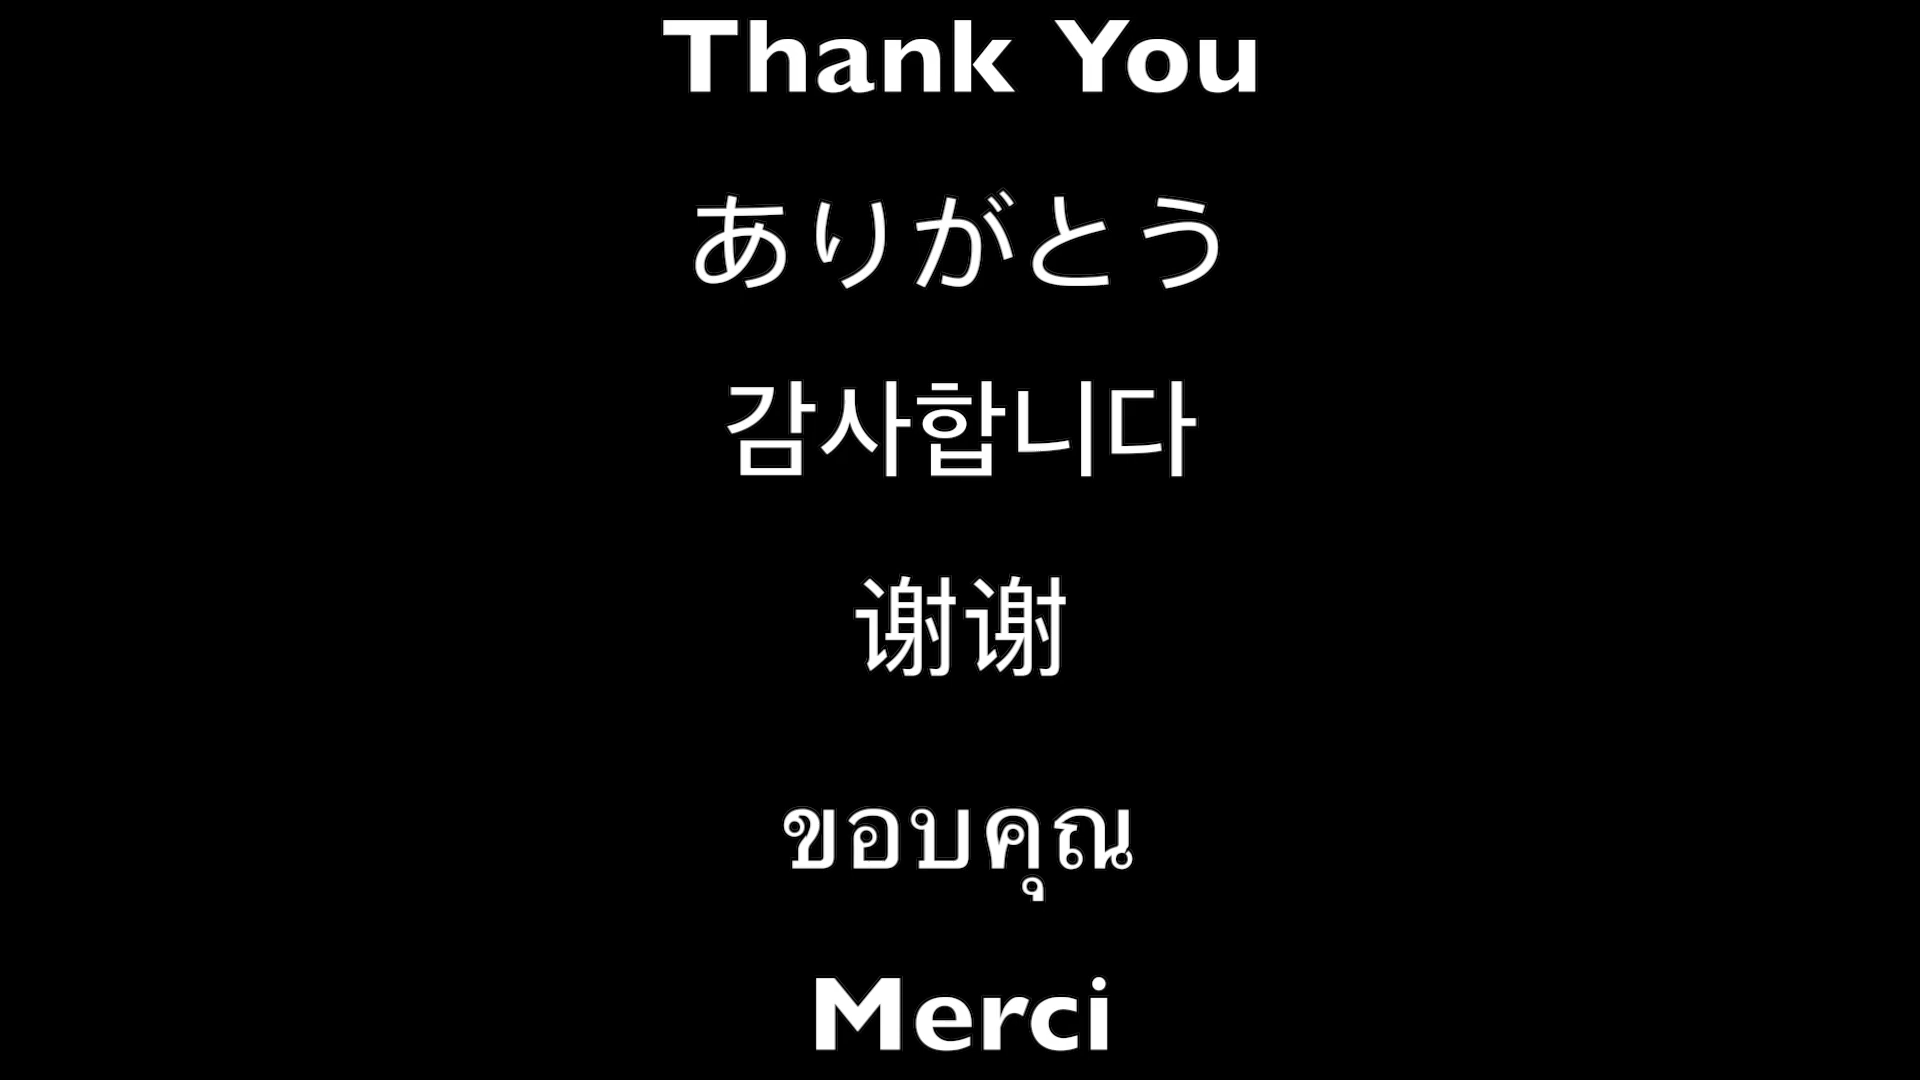 Thank You
ありがとう
감사합니다
谢谢
ขอบคุณ
Merci